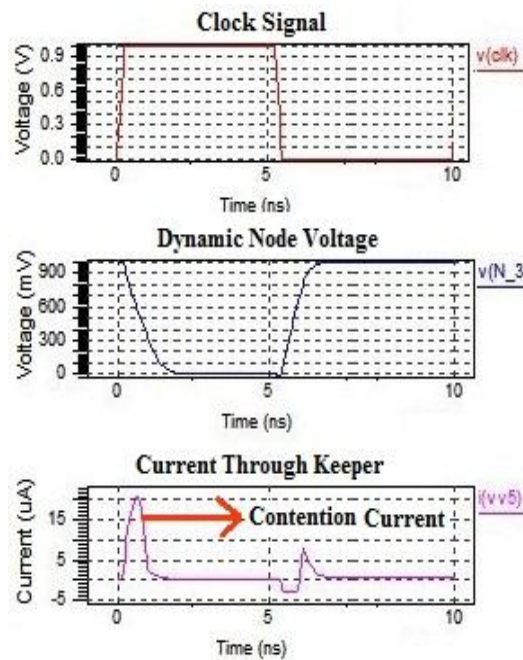 Clock Signal
Voltage (V)
0.9
0.6
0.3
0.0
v(clk)
0
5
10
Time (ns)
Dynamic Node Voltage
Voltage (mV)
900
600
300
0
v(N_3
0
5
10
Time (ns)
Current Through Keeper
Current (uA)
15
5
-5
i(vv5)
Contention Current
0
5
10
Time (ns)